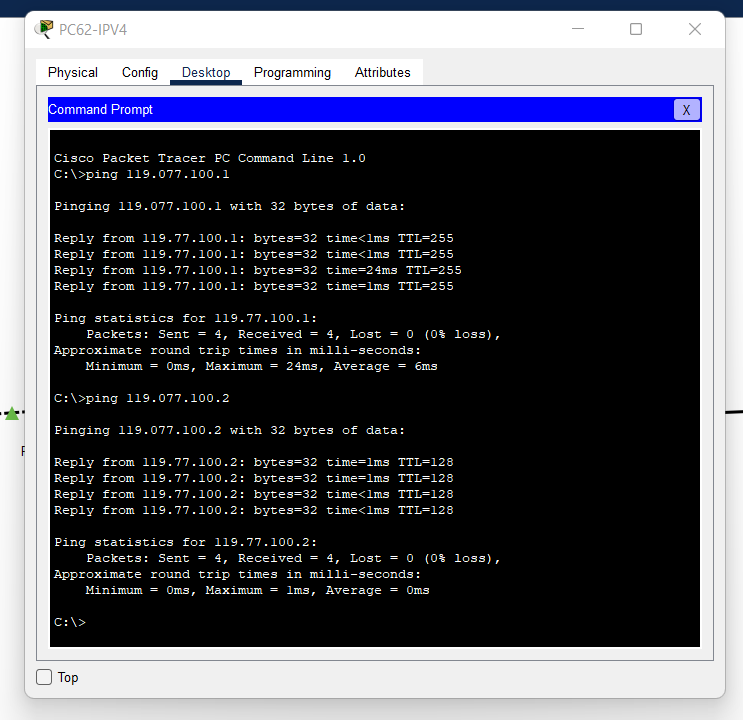 PC62-IPV4
Physical Config Desktop Programming Attributes
Command Prompt X
Cisco Packet Tracer PC Command Line 1.0
C:\>ping 119.077.100.1
Pinging 119.077.100.1 with 32 bytes of data:
Reply from 119.77.100.1: bytes=32 time<1ms TTL=255
Reply from 119.77.100.1: bytes=32 time<1ms TTL=255
Reply from 119.77.100.1: bytes=32 time=24ms TTL=255
Reply from 119.77.100.1: bytes=32 time=1ms TTL=255
Ping statistics for 119.77.100.1:
Packets: Sent = 4, Received = 4, Lost = 0 (0% loss),
Approximate round trip times in milli-seconds:
Minimum = 0ms, Maximum = 24ms, Average = 6ms
C:\>ping 119.077.100.2
Pinging 119.077.100.2 with 32 bytes of data:
Reply from 119.77.100.2: bytes=32 time=1ms TTL=128
Reply from 119.77.100.2: bytes=32 time=1ms TTL=128
Reply from 119.77.100.2: bytes=32 time<1ms TTL=128
Reply from 119.77.100.2: bytes=32 time<1ms TTL=128
Ping statistics for 119.77.100.2:
Packets: Sent = 4, Received = 4, Lost = 0 (0% loss),
Approximate round trip times in milli-seconds:
Minimum = 0ms, Maximum = 1ms, Average = 0ms
C:\>
Top